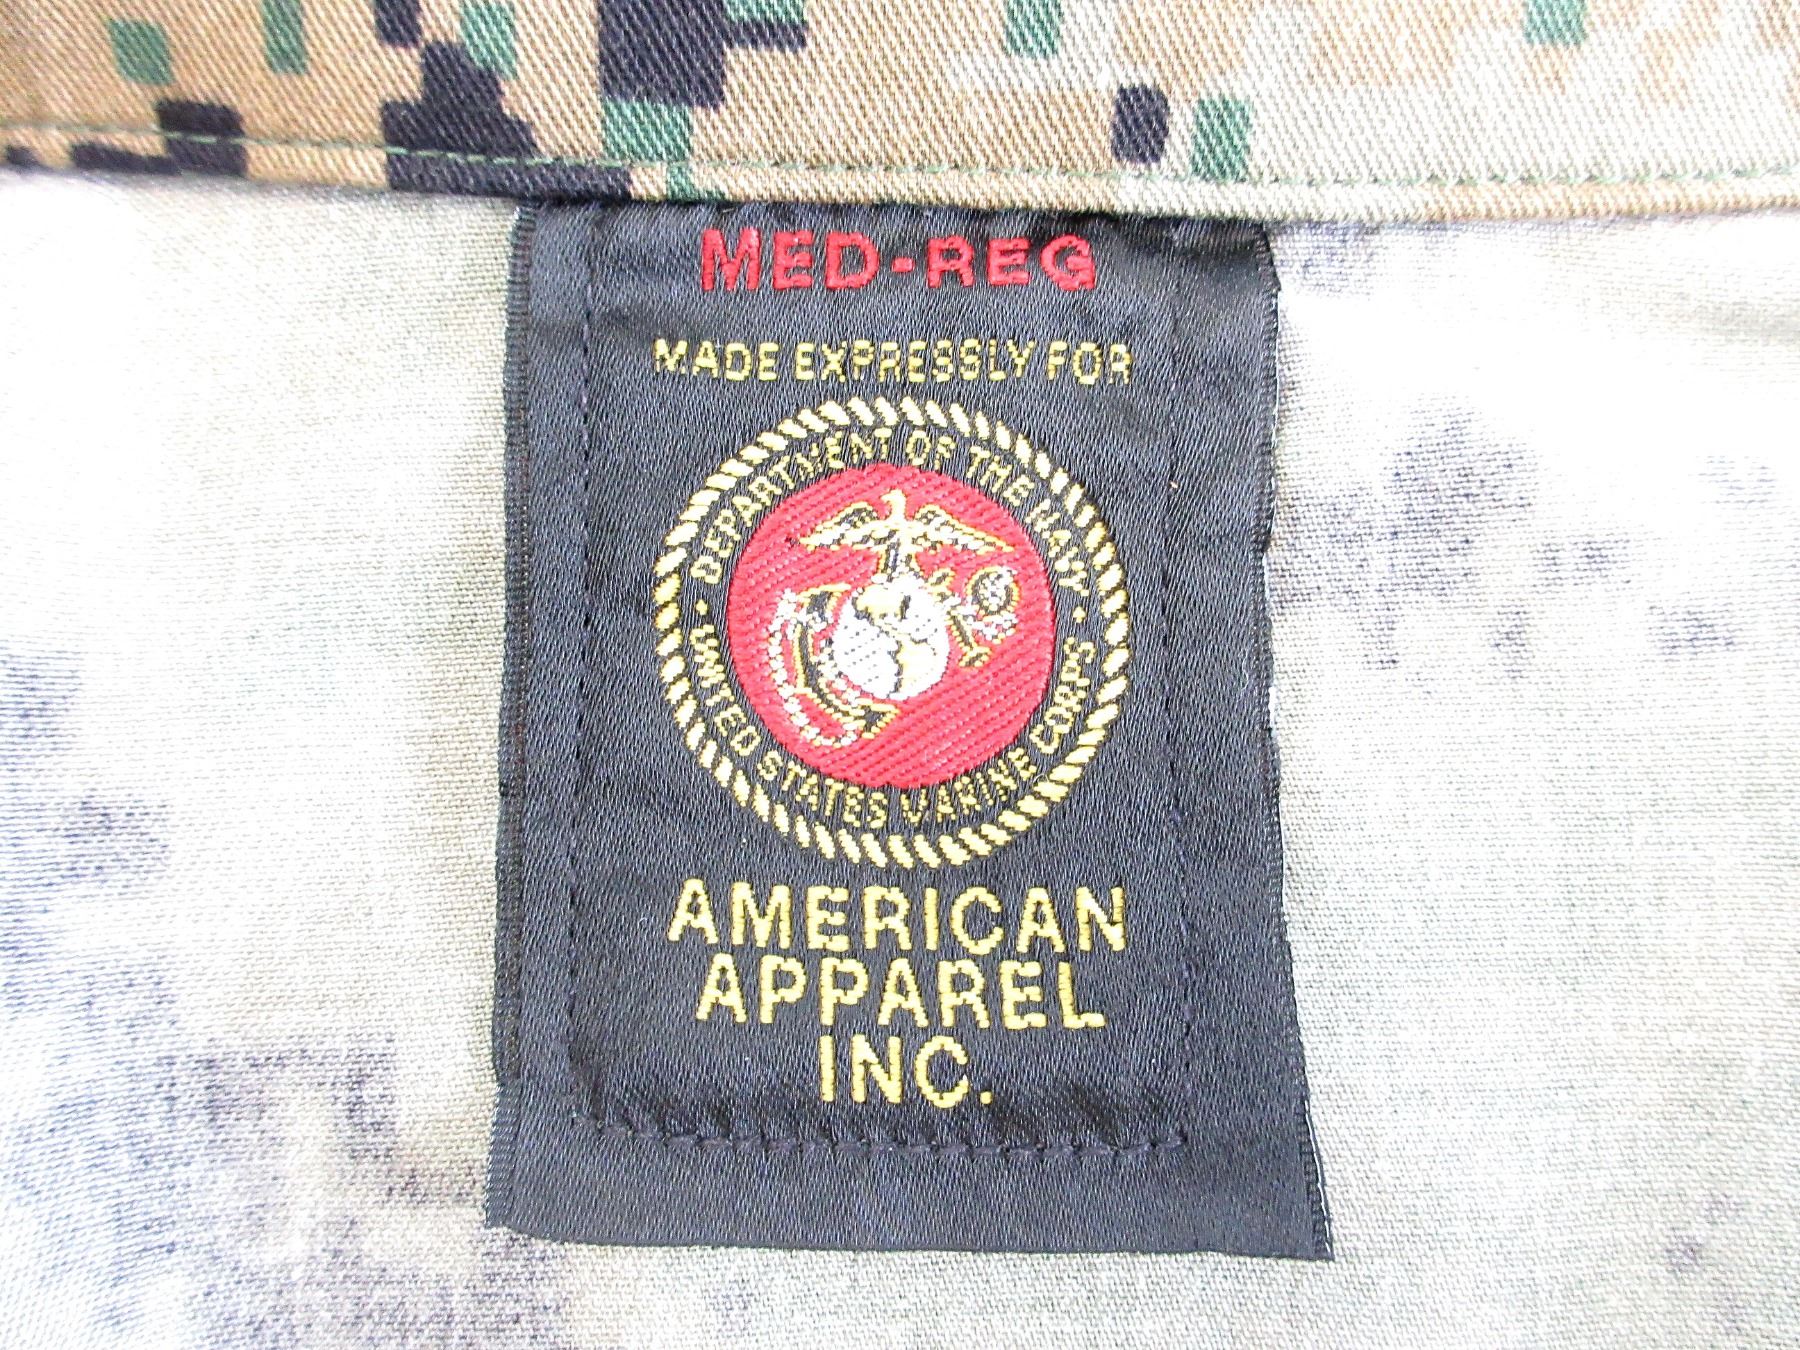 MED-REG
MADE EXPRESSLY FOR
DEPARTMENT OF THE NAVY
UNITED STATES MARINE CORPS
AMERICAN
APPAREL
INC.